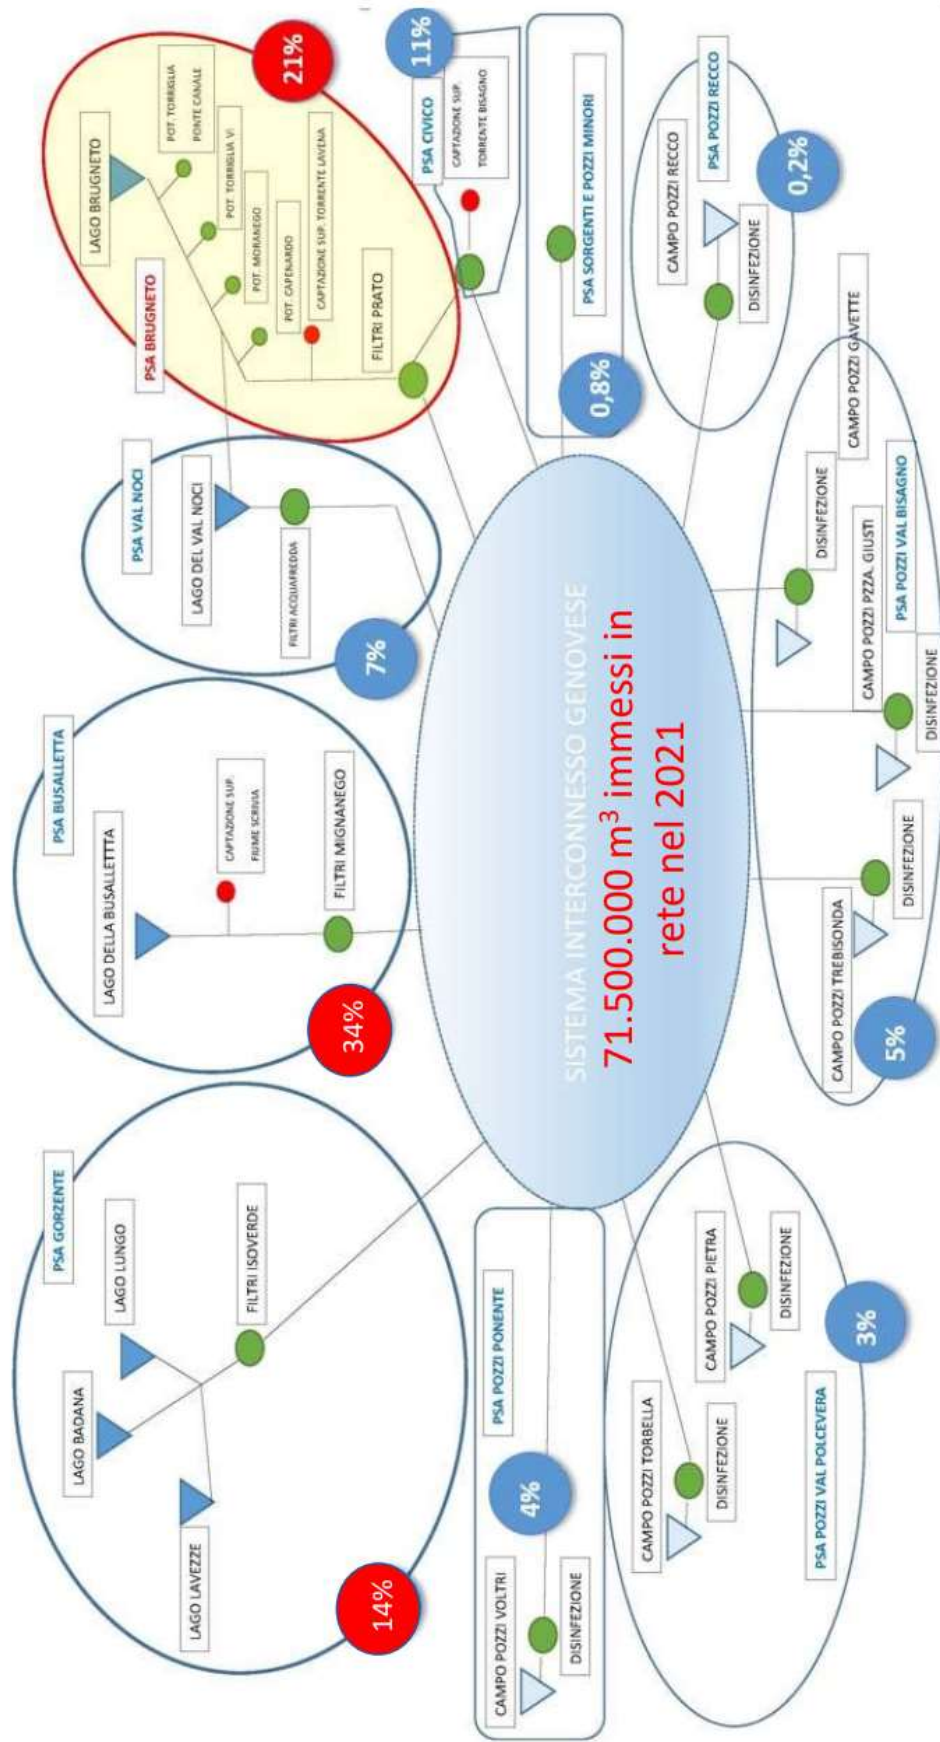 PSA GORZENTE
LAGO BADANA
LAGO LUNGO
LAGO LAVEZZE
FILTRI ISOVERDE
14%
PSA BUSALLETTA
LAGO DELLA BUSALLETTTA
CAPTAZIONE SUP.
FIUME SCRIVIA
FILTRI MIGNANEGO
34%
PSA VAL NOCI
LAGO DEL VAL NOCI
FILTRI ACQUAFREDDA
7%
PSA BRUGNETO
LAGO BRUGNETO
POT. TORRIGLIA
PONTE CANALE
POT. TORRIGLIA V:
POT. MORANEGO
POT. CAPENARDO
CAPTAZIONE SUP. TORRENTE LAVENA
FILTRI PRATO
21%
11%
PSA CIVICO
CAPTAZIONE SUP.
TORRENTE BISAGNO
PSA SORGENTI E POZZI MINORI
0,8%
SISTEMA INTERCONNESSO GENOVESE
71.500.000 m³ immessi in
rete nel 2021
PSA POZZI PONENTE
4%
CAMPO POZZI VOLTRI
DISINFEZIONE
CAMPO POZZI TORBELLA
DISINFEZIONE
CAMPO POZZI PIETRA
DISINFEZIONE
PSA POZZI VAL POLCEVERA
3%
CAMPO POZZI TREBISONDA
DISINFEZIONE
5%
CAMPO POZZI PZZA. GIUSTI
DISINFEZIONE
PSA POZZI VAL BISAGNO
DISINFEZIONE
CAMPO POZZI GAVETTE
CAMPO POZZI RECCO
PSA POZZI RECCO
DISINFEZIONE
0,2%